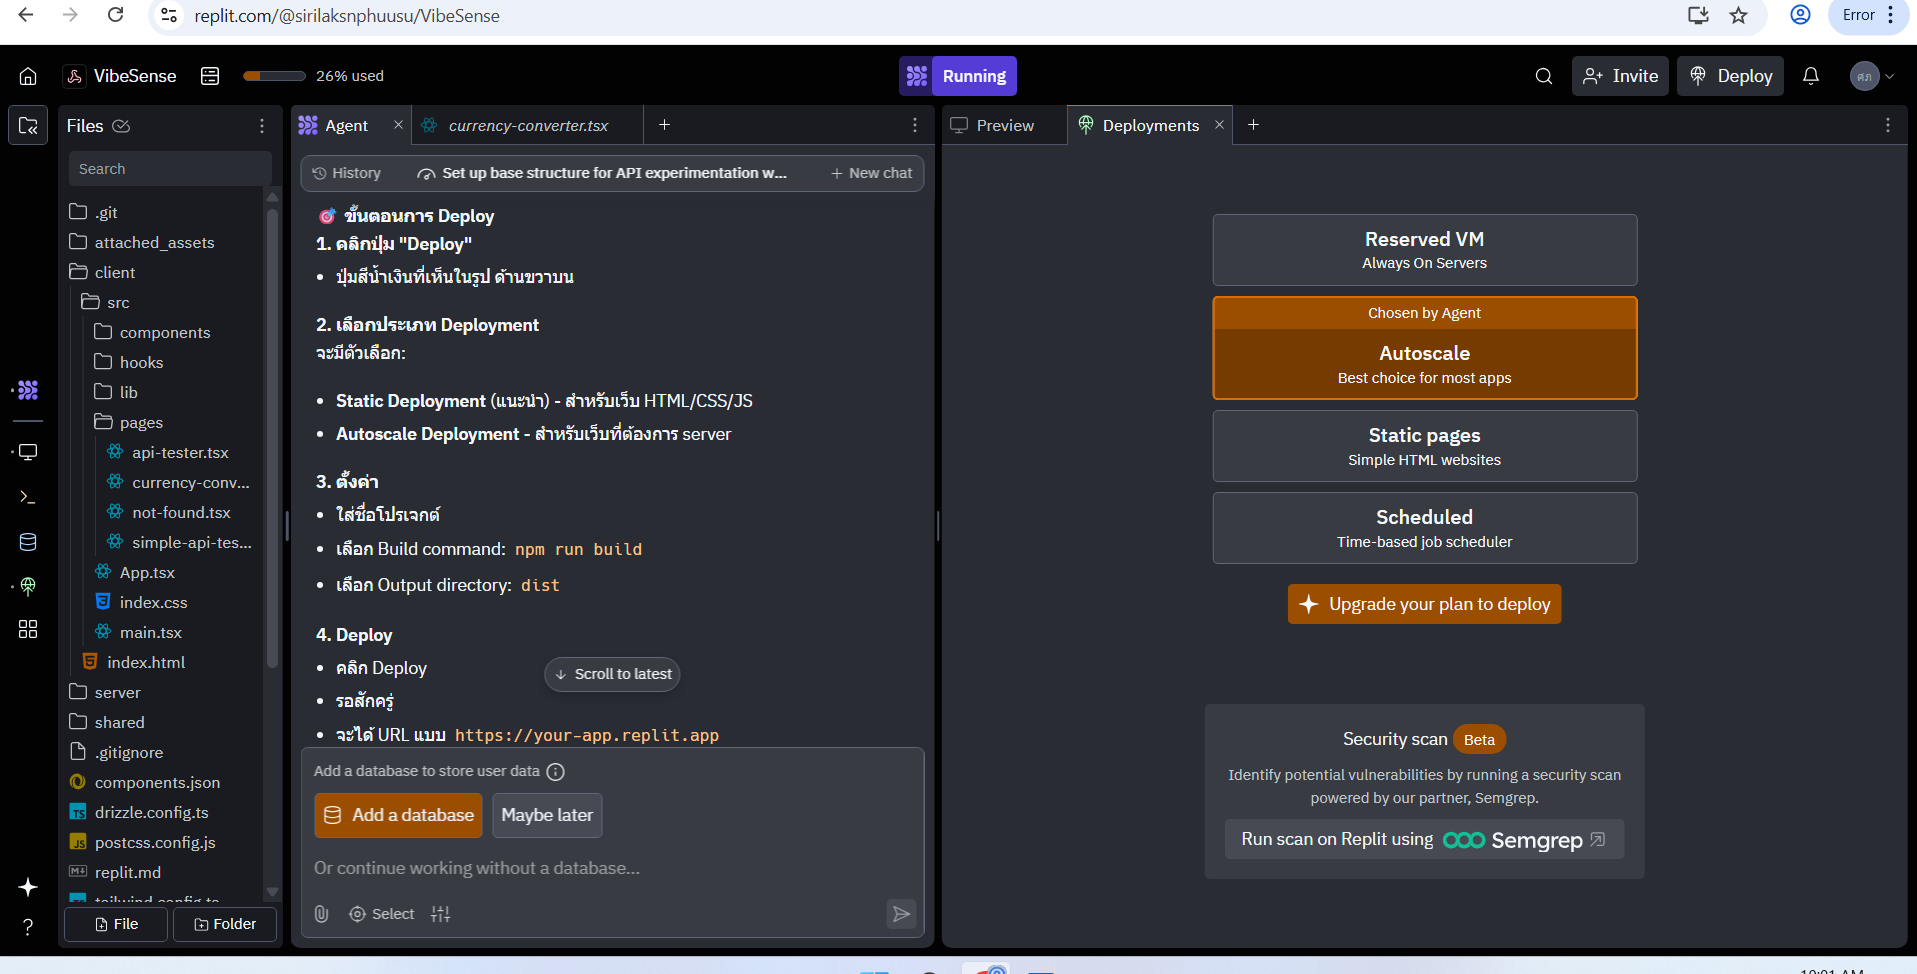 replit.com/@sirilaksnphuusu/VibeSense
Error
VibeSense
26% used
Running
Invite
Deploy
ศภ
Files
Search
.git
attached_assets
client
src
components
hooks
lib
pages
api-tester.tsx
currency-conv...
not-found.tsx
simple-api-tes...
App.tsx
index.css
main.tsx
index.html
server
shared
.gitignore
components.json
drizzle.config.ts
postcss.config.js
replit.md
tailwind.config.ts
File
Folder
Agent
currency-converter.tsx
History
Set up base structure for API experimentation w...
New chat
🎯 ขั้นตอนการ Deploy
1. คลิกปุ่ม "Deploy"
• ปุ่มสีน้ำเงินที่เห็นในรูป ด้านขวาบน
2. เลือกประเภท Deployment
จะมีตัวเลือก:
• Static Deployment (แนะนำ) - สำหรับเว็บ HTML/CSS/JS
• Autoscale Deployment - สำหรับเว็บที่ต้องการ server
3. ตั้งค่า
• ใส่ชื่อโปรเจกต์
• เลือก Build command: npm run build
• เลือก Output directory: dist
4. Deploy
• คลิก Deploy
• รอสักครู่
• จะได้ URL แบบ https://your-app.replit.app
Scroll to latest
Add a database to store user data
Add a database
Maybe later
Or continue working without a database...
Select
Preview
Deployments
Reserved VM
Always On Servers
Chosen by Agent
Autoscale
Best choice for most apps
Static pages
Simple HTML websites
Scheduled
Time-based job scheduler
Upgrade your plan to deploy
Security scan Beta
Identify potential vulnerabilities by running a security scan
powered by our partner, Semgrep.
Run scan on Replit using Semgrep